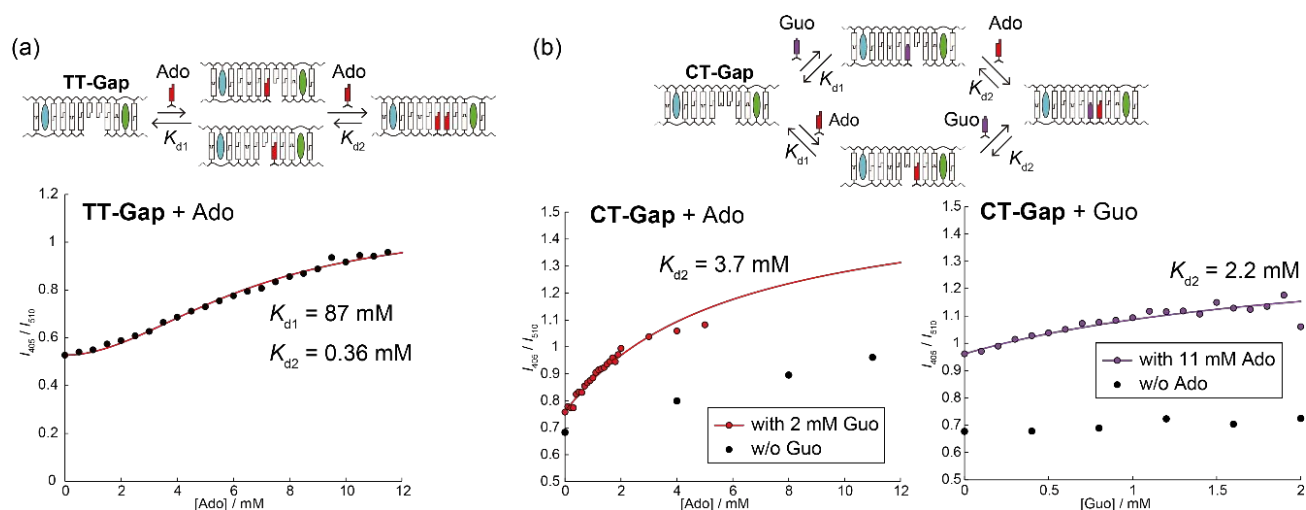 (a)
TT-Gap
Ado
Ado
Kd1
Kd2
TT-Gap + Ado
Kd1 = 87 mM
Kd2 = 0.36 mM
I405 / I510
1.2
1
0.8
0.6
0.4
0.2
0
0 2 4 6 8 10 12
[Ado] / mM
(b)
Guo
Ado
CT-Gap
Kd1
Kd2
Ado
Guo
Kd1
Kd2
CT-Gap + Ado
Kd2 = 3.7 mM
I405 / I510
1.5
1.4
1.3
1.2
1.1
1
0.9
0.8
0.7
0.6
0.5
with 2 mM Guo
w/o Guo
0 2 4 6 8 10 12
[Ado] / mM
CT-Gap + Guo
Kd2 = 2.2 mM
I405 / I510
1.5
1.4
1.3
1.2
1.1
1
0.9
0.8
0.7
0.6
0.5
with 11 mM Ado
w/o Ado
0 0.5 1 1.5 2
[Guo] / mM